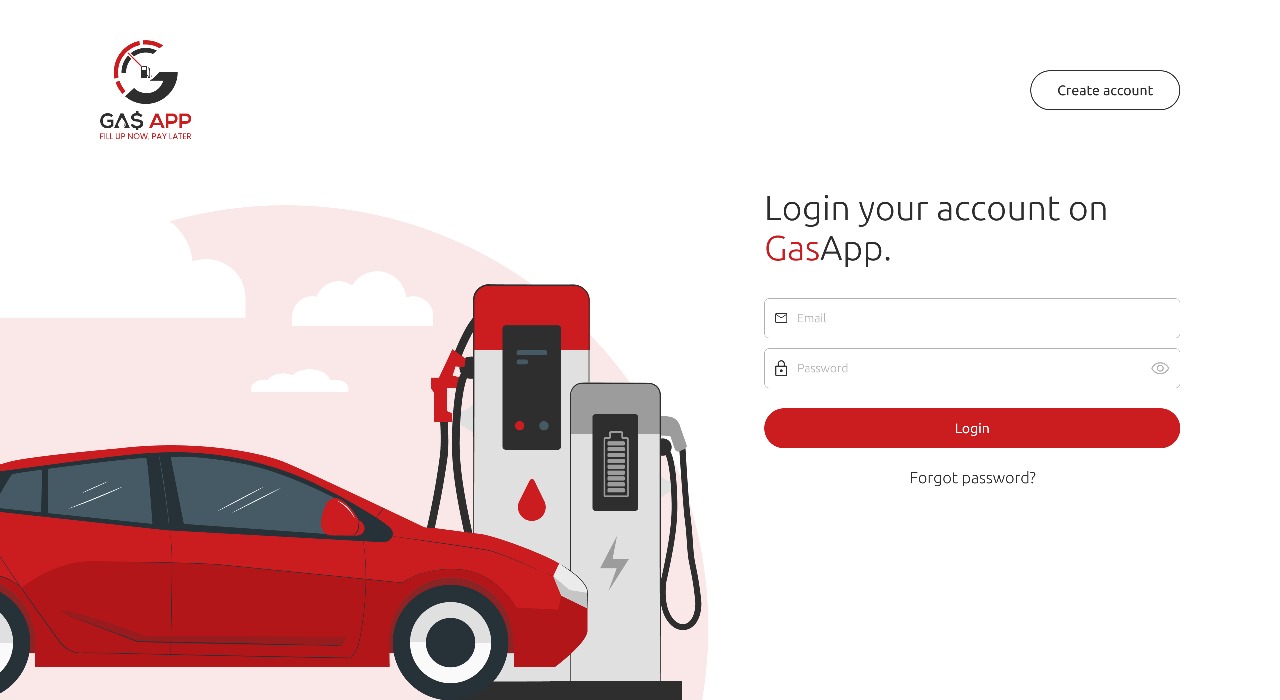 GA$ APP
FILL UP NOW, PAY LATER
Create account
Login your account on
GasApp.
Email
Password
Login
Forgot password?